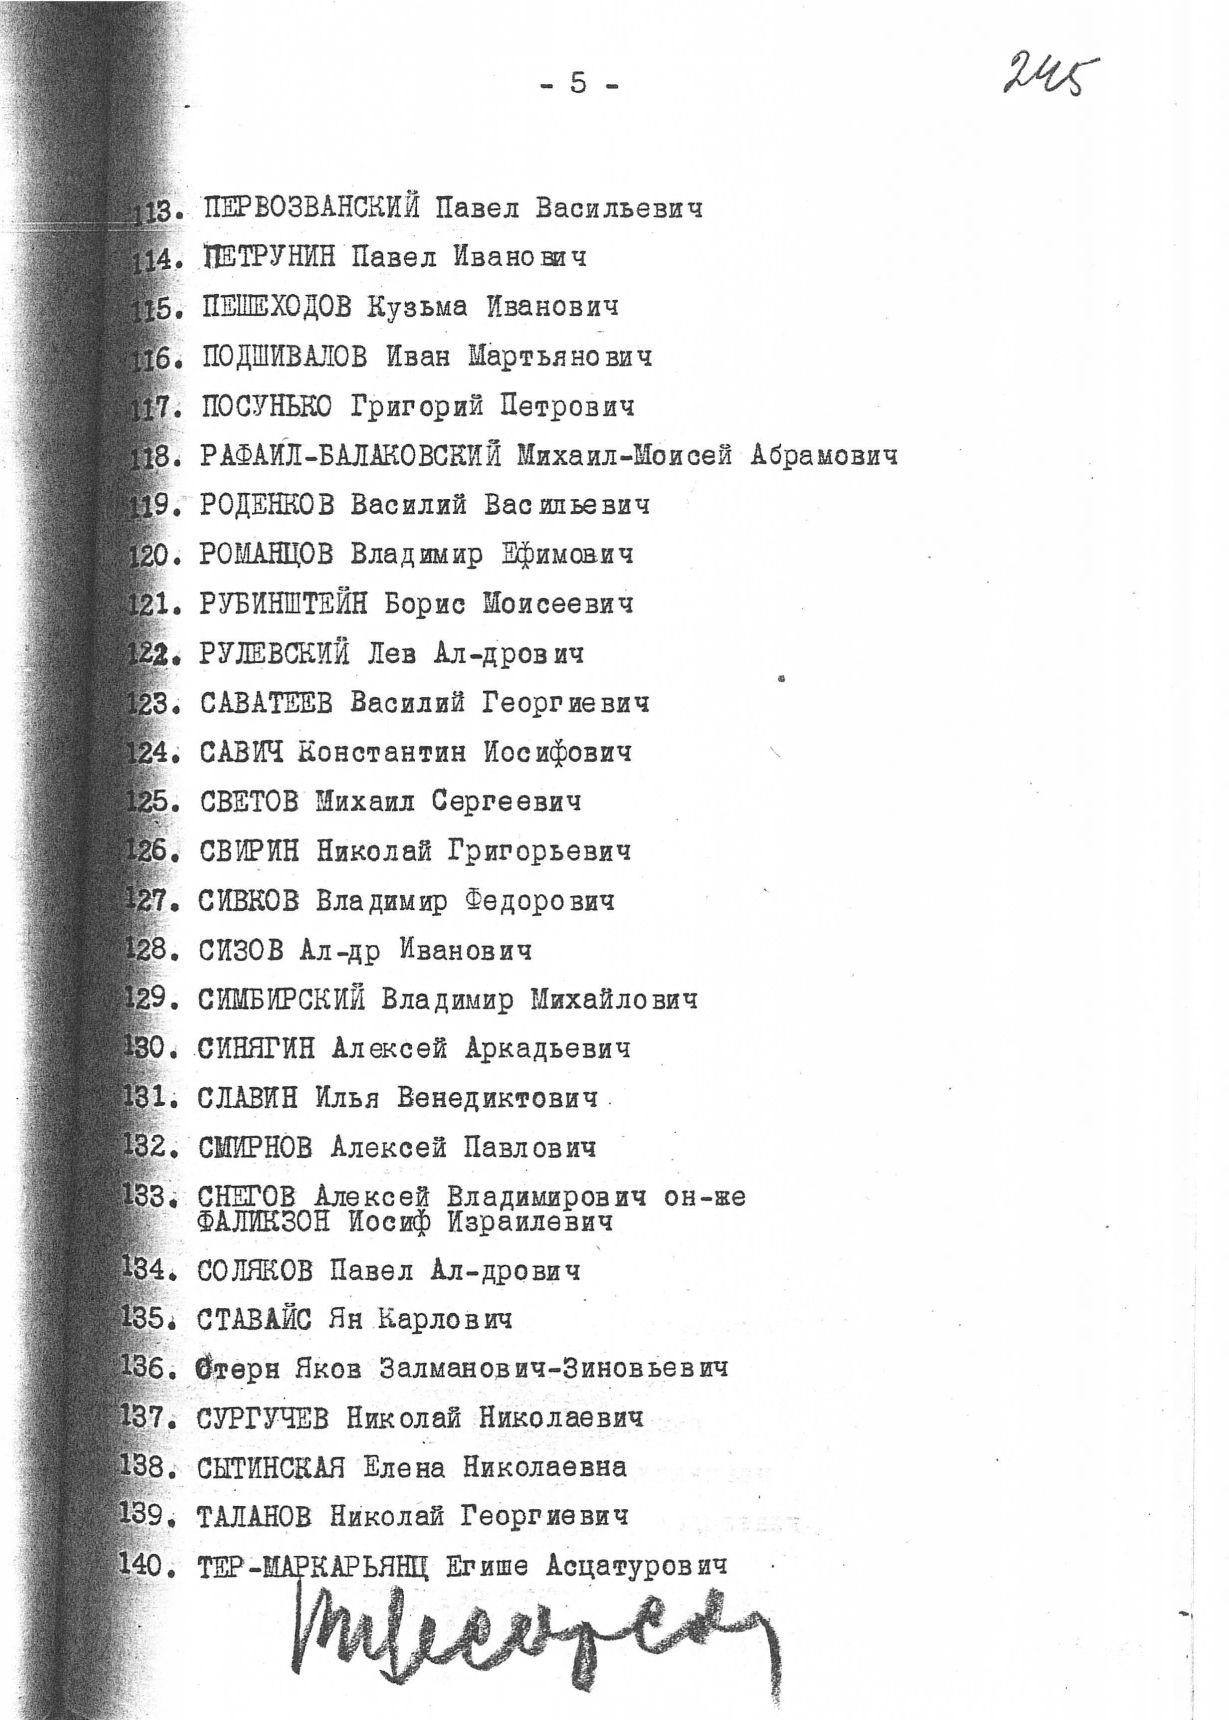 - 5 -
245
113. ПЕРВОЗВАНСКИЙ Павел Васильевич
114. ПЕТРУНИН Павел Иванович
115. ПЕШЕХОДОВ Кузьма Иванович
116. ПОДШИВАЛОВ Иван Мартьянович
117. ПОСУНЬКО Григорий Петрович
118. РАФАИЛ-БАЛАКОВСКИЙ Михаил-Моисей Абрамович
119. РОДЕНКОВ Василий Васильевич
120. РОМАНЦОВ Владимир Ефимович
121. РУБИНШТЕЙН Борис Моисеевич
122. РУЛЕВСКИЙ Лев Ал-дрович
123. САВАТЕЕВ Василий Георгиевич
124. САВИЧ Константин Иосифович
125. СВЕТОВ Михаил Сергеевич
126. СВИРИН Николай Григорьевич
127. СИВКОВ Владимир Федорович
128. СИЗОВ Ал-др Иванович
129. СИМБИРСКИЙ Владимир Михайлович
130. СИНЯГИН Алексей Аркадьевич
131. СЛАВИН Илья Венедиктович
132. СМИРНОВ Алексей Павлович
133. СНЕГОВ Алексей Владимирович он-же
ФАЛИКЗОН Иосиф Израилевич
134. СОЛЯКОВ Павел Ал-дрович
135. СТАВАЙС Ян Карлович
136. Стерн Яков Залманович-Зиновьевич
137. СУРГУЧЕВ Николай Николаевич
138. СЫТИНСКАЯ Елена Николаевна
139. ТАЛАНОВ Николай Георгиевич
140. ТЕР-МАРКАРЬЯНЦ Егише Асцатурович